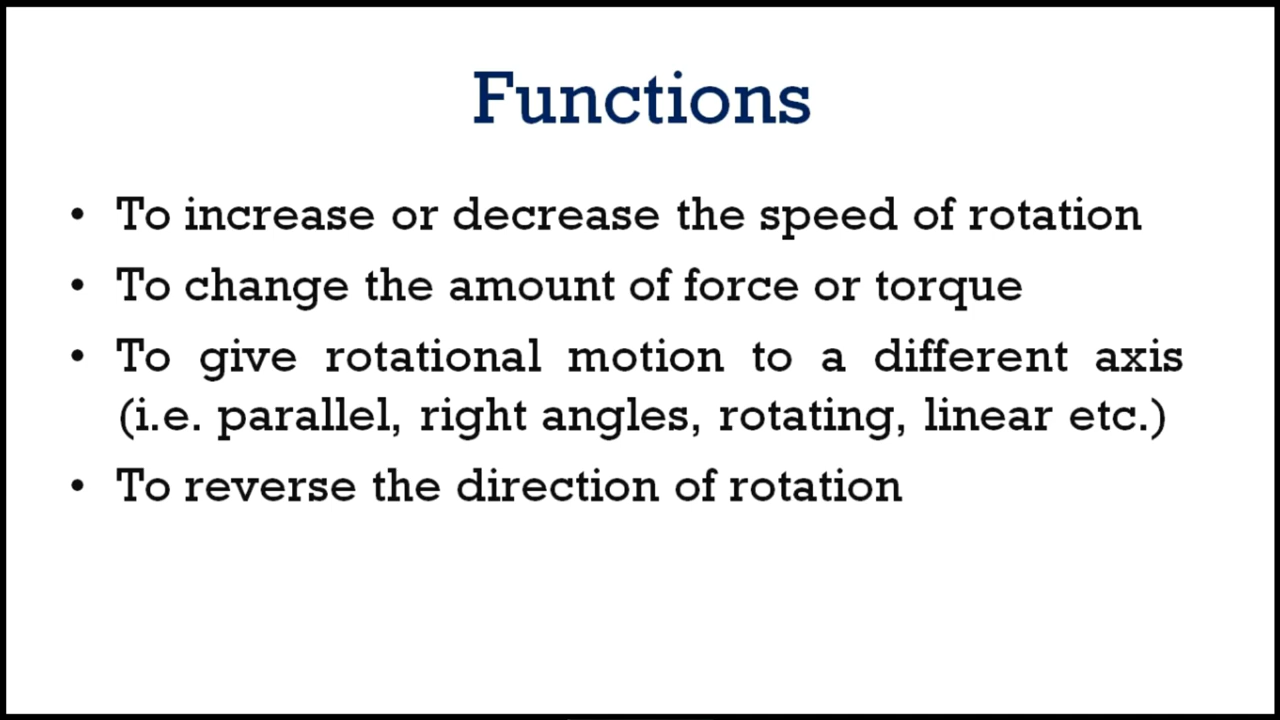 Functions
• To increase or decrease the speed of rotation
• To change the amount of force or torque
• To give rotational motion to a different axis
(i.e. parallel, right angles, rotating, linear etc.)
• To reverse the direction of rotation